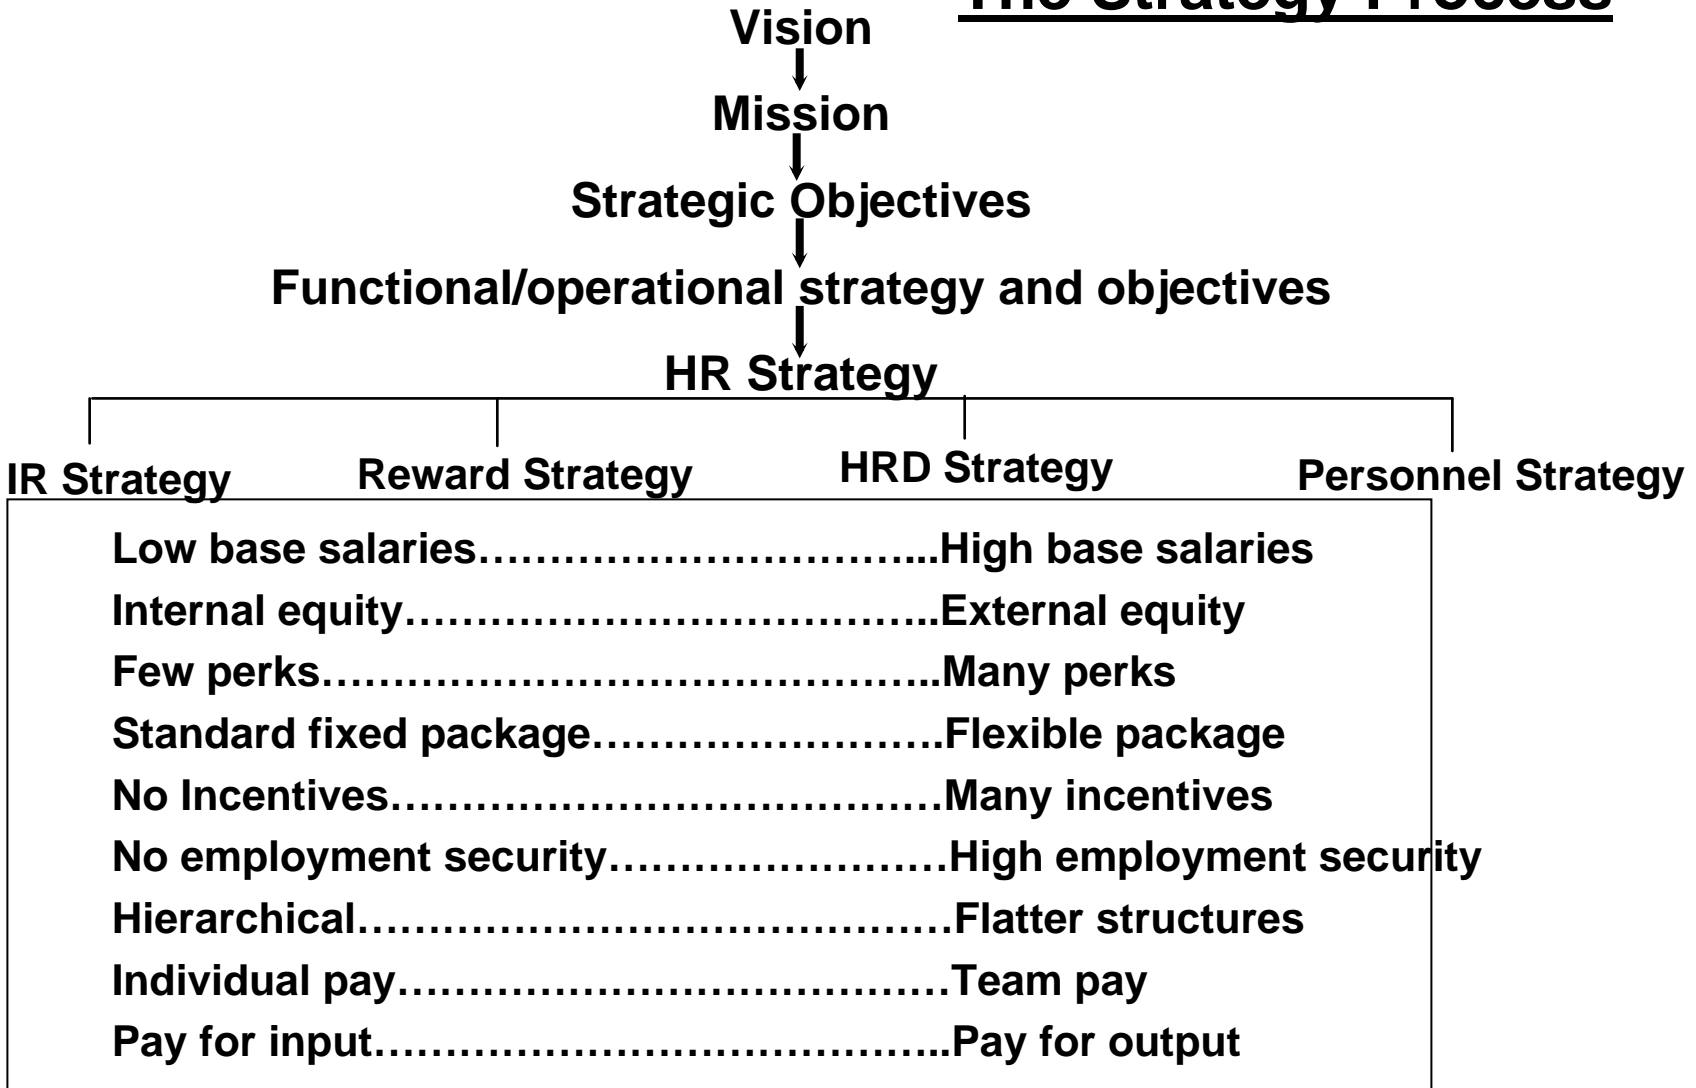 The Strategy Process
Vision
Mission
Strategic Objectives
Functional/operational strategy and objectives
HR Strategy
IR Strategy Reward Strategy HRD Strategy Personnel Strategy
Low base salaries…………………………...High base salaries
Internal equity………………………………..External equity
Few perks……………………………………..Many perks
Standard fixed package…………………….Flexible package
No Incentives…………………………………Many incentives
No employment security……………………High employment security
Hierarchical……………………………………Flatter structures
Individual pay…………………………………Team pay
Pay for input…………………………………..Pay for output